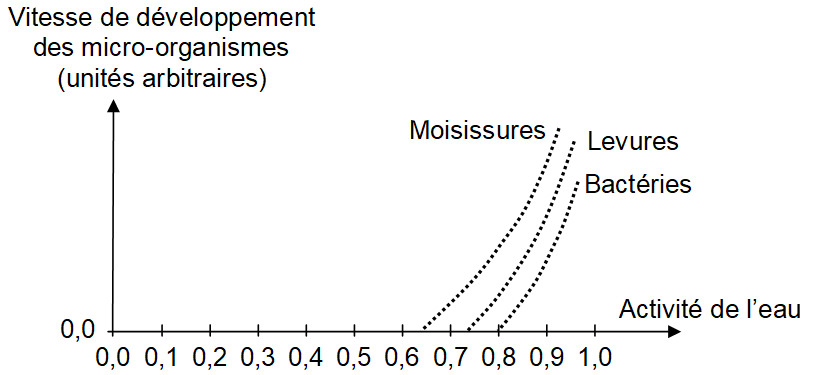 Vitesse de développement
des micro-organismes
(unités arbitraires)
Moisissures
Levures
Bactéries
Activité de l’eau
0,0
0,0 0,1 0,2 0,3 0,4 0,5 0,6 0,7 0,8 0,9 1,0